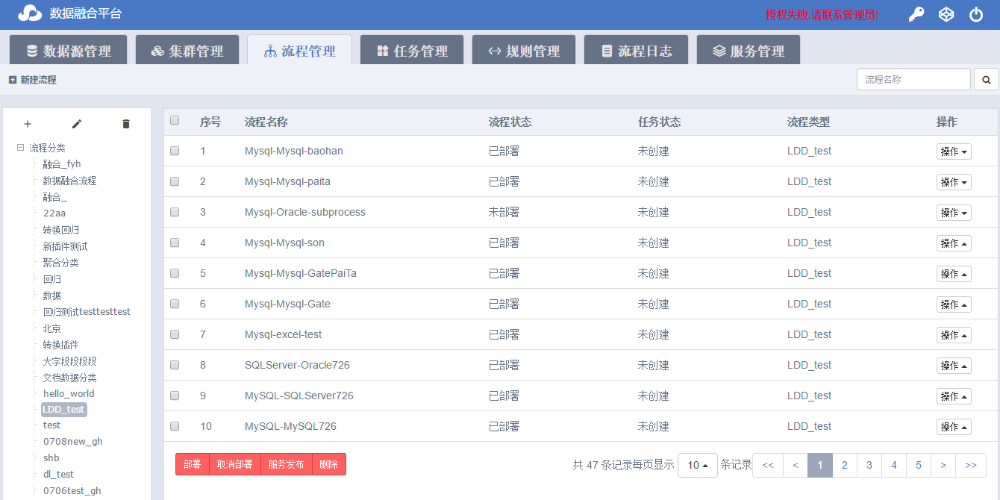 数据融合平台
授权失败,请联系管理员!
数据源管理 集群管理 流程管理 任务管理 规则管理 流程日志 服务管理
新建流程
流程名称
流程分类
融合_fyh
数据融合流程
融合_
22aa
转换回归
新插件测试
聚合分类
回归
数据
回归测试testtesttest
北京
转换插件
大字段段段段
文档数据分类
hello_world
LDD_test
test
0708new_gh
shb
dl_test
0706test_gh
序号 流程名称 流程状态 任务状态 流程类型 操作
1 Mysql-Mysql-baohan 已部署 未创建 LDD_test 操作
2 Mysql-Mysql-paita 已部署 未创建 LDD_test 操作
3 Mysql-Oracle-subprocess 未部署 未创建 LDD_test 操作
4 Mysql-Mysql-son 已部署 未创建 LDD_test 操作
5 Mysql-Mysql-GatePaiTa 已部署 未创建 LDD_test 操作
6 Mysql-Mysql-Gate 已部署 未创建 LDD_test 操作
7 Mysql-excel-test 已部署 未创建 LDD_test 操作
8 SQLServer-Oracle726 已部署 未创建 LDD_test 操作
9 MySQL-SQLServer726 已部署 未创建 LDD_test 操作
10 MySQL-MySQL726 已部署 未创建 LDD_test 操作
部署 取消部署 服务发布 删除 共 47 条记录每页显示 10 条记录 << < 1 2 3 4 5 > >>